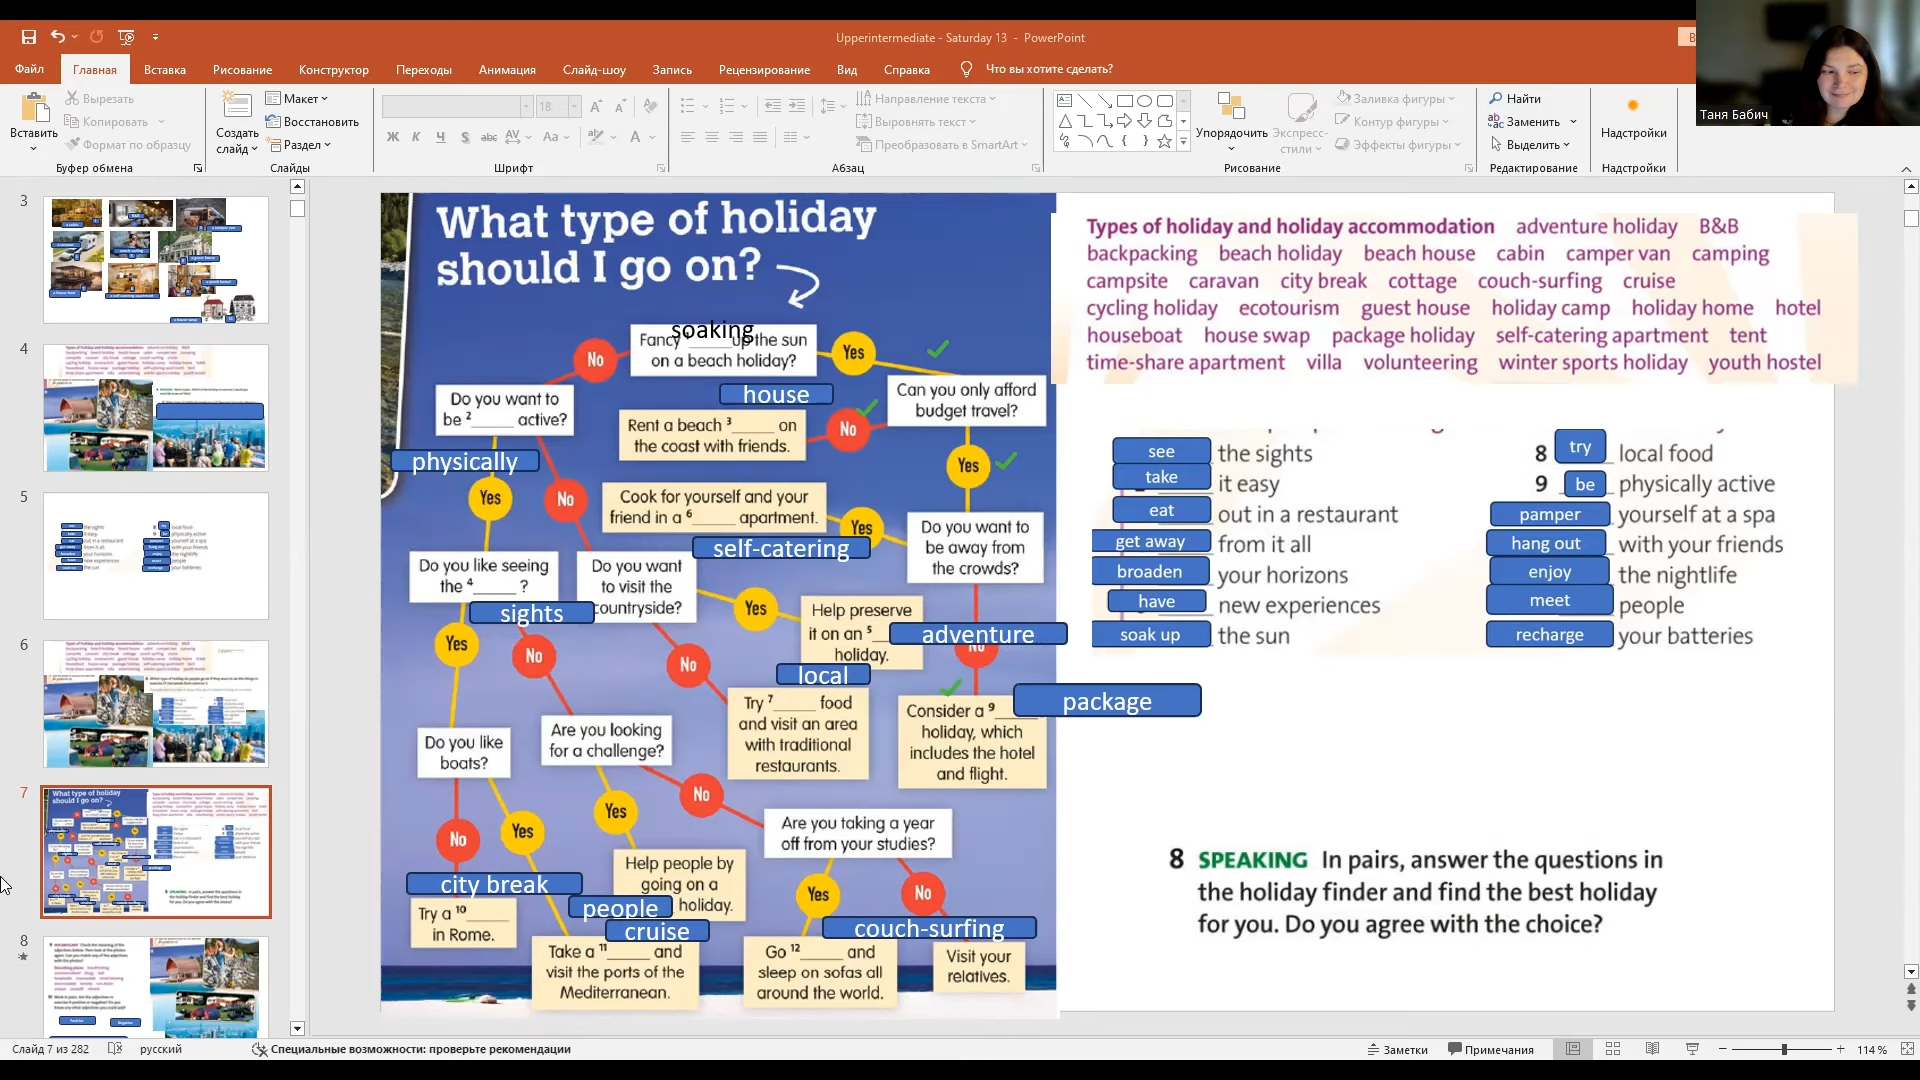 Upperintermediate - Saturday 13 - PowerPoint
Файл Главная Вставка Рисование Конструктор Переходы Анимация Слайд-шоу Запись Рецензирование Вид Справка Что вы хотите сделать?
Таня Бабич
Вставить
Вырезать
Копировать
Формат по образцу
Буфер обмена
Создать слайд
Макет
Восстановить
Раздел
Слайды
18
Ж К Ч S abc AV Aa A
Шрифт
Направление текста
Выровнять текст
Преобразовать в SmartArt
Абзац
Упорядочить
Экспресс-стили
Заливка фигуры
Контур фигуры
Эффекты фигуры
Рисование
Найти
Заменить
Выделить
Редактирование
Надстройки
Надстройки
3
4
5
6
7
8
What type of holiday
should I go on?
soaking
Fancy ____ up the sun
on a beach holiday?
No
Yes
Do you want to
be 2 ____ active?
physically
house
Rent a beach 3 ____ on
the coast with friends.
No
Can you only afford
budget travel?
Yes
Yes
No
Cook for yourself and your
friend in a 6 ____ apartment.
self-catering
Yes
Do you want to
be away from
the crowds?
Do you like seeing
the 4 ____ ?
sights
Do you want
to visit the
countryside?
Yes
Help preserve
it on an 5
holiday.
adventure
No
Yes
No
No
local
Try 7 ____ food
and visit an area
with traditional
restaurants.
package
Consider a 9 ____
holiday, which
includes the hotel
and flight.
Do you like
boats?
Are you looking
for a challenge?
No
No
Yes
Yes
Are you taking a year
off from your studies?
Help people by
going on a
holiday.
people
city break
Try a 10 ____
in Rome.
cruise
Take a 11 ____ and
visit the ports of the
Mediterranean.
Yes
No
couch-surfing
Go 12 ____ and
sleep on sofas all
around the world.
Visit your
relatives.
Types of holiday and holiday accommodation adventure holiday B&B
backpacking beach holiday beach house cabin camper van camping
campsite caravan city break cottage couch-surfing cruise
cycling holiday ecotourism guest house holiday camp holiday home hotel
houseboat house swap package holiday self-catering apartment tent
time-share apartment villa volunteering winter sports holiday youth hostel
see the sights
take it easy
eat out in a restaurant
get away from it all
broaden your horizons
have new experiences
soak up the sun
8 try local food
9 be physically active
pamper yourself at a spa
hang out with your friends
enjoy the nightlife
meet people
recharge your batteries
8 SPEAKING In pairs, answer the questions in
the holiday finder and find the best holiday
for you. Do you agree with the choice?
Слайд 7 из 282 русский Специальные возможности: проверьте рекомендации Заметки Примечания 114 %